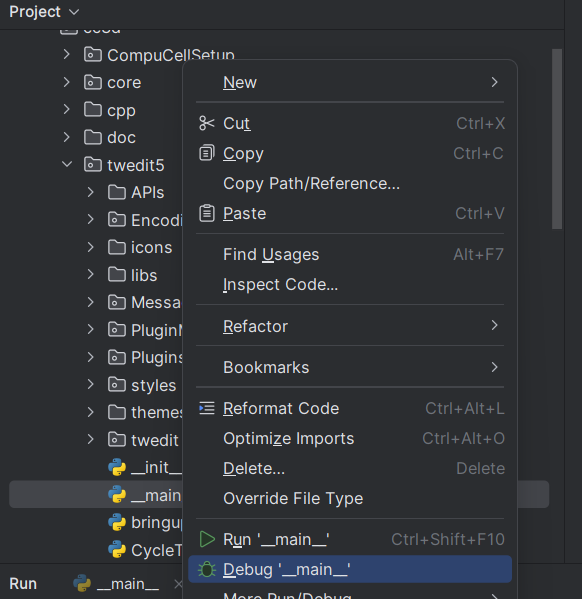 Project
CompuCellSetup
core
cpp
doc
twedit5
APIs
Encodi
icons
libs
Messa
PluginM
Plugins
styles
themes
twedit
__init__
__main
bringup
CycleT
New
Cut Ctrl+X
Copy Ctrl+C
Copy Path/Reference...
Paste Ctrl+V
Find Usages Alt+F7
Inspect Code...
Refactor
Bookmarks
Reformat Code Ctrl+Alt+L
Optimize Imports Ctrl+Alt+O
Delete... Delete
Override File Type
Run '__main__' Ctrl+Shift+F10
Debug '__main__'
More Run/Debug
Run __main__